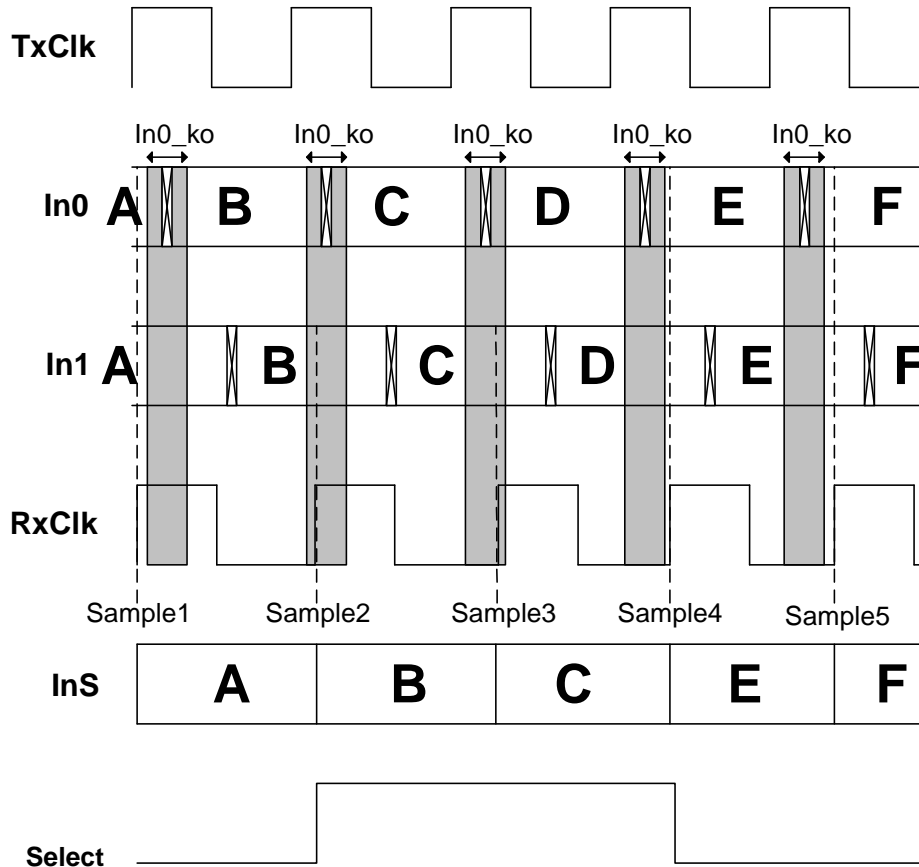 TxClk
In0_ko In0_ko In0_ko In0_ko In0_ko
In0 A B C D E F
In1 A B C D E F
RxClk
Sample1 Sample2 Sample3 Sample4 Sample5
InS A B C E F
Select